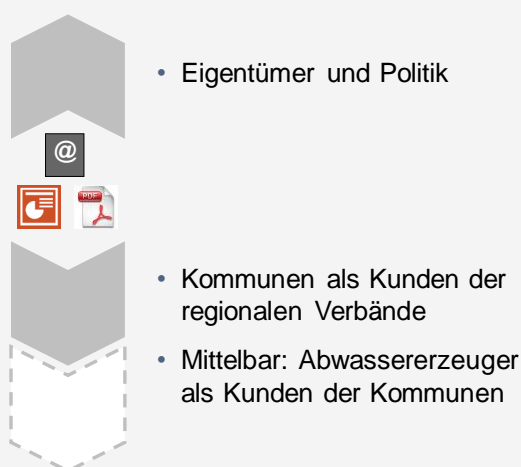 • Eigentümer und Politik
@
PDF
• Kommunen als Kunden der
regionalen Verbände
• Mittelbar: Abwassererzeuger
als Kunden der Kommunen